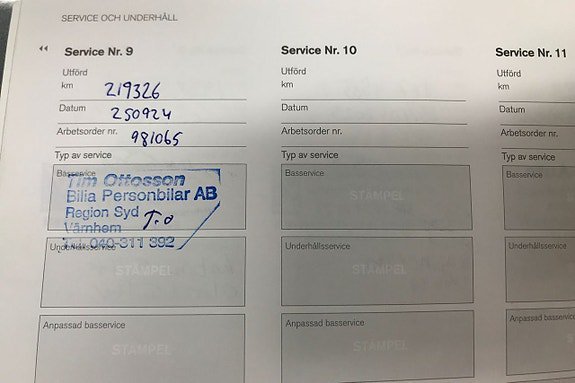 SERVICE OCH UNDERHÅLL
Service Nr. 9
Utförd
km 219326
Datum 250924
Arbetsorder nr. 981065
Typ av service
Basservice
Tim Ottosson
Bilia Personbilar AB
Region Syd T.O
Värnhem
040-311 392
Underhållsservice
STÄMPEL
Anpassad basservice
STÄMPEL
Service Nr. 10
Utförd
km
Datum
Arbetsorder nr.
Typ av service
Basservice
STÄMPEL
Underhållsservice
STÄMPEL
Anpassad basservice
STÄMPEL
Service Nr. 11
Utförd
km
Datum
Arbetsorder nr.
Typ av service
Basservice
Underhållsservice
Anpassad basservice